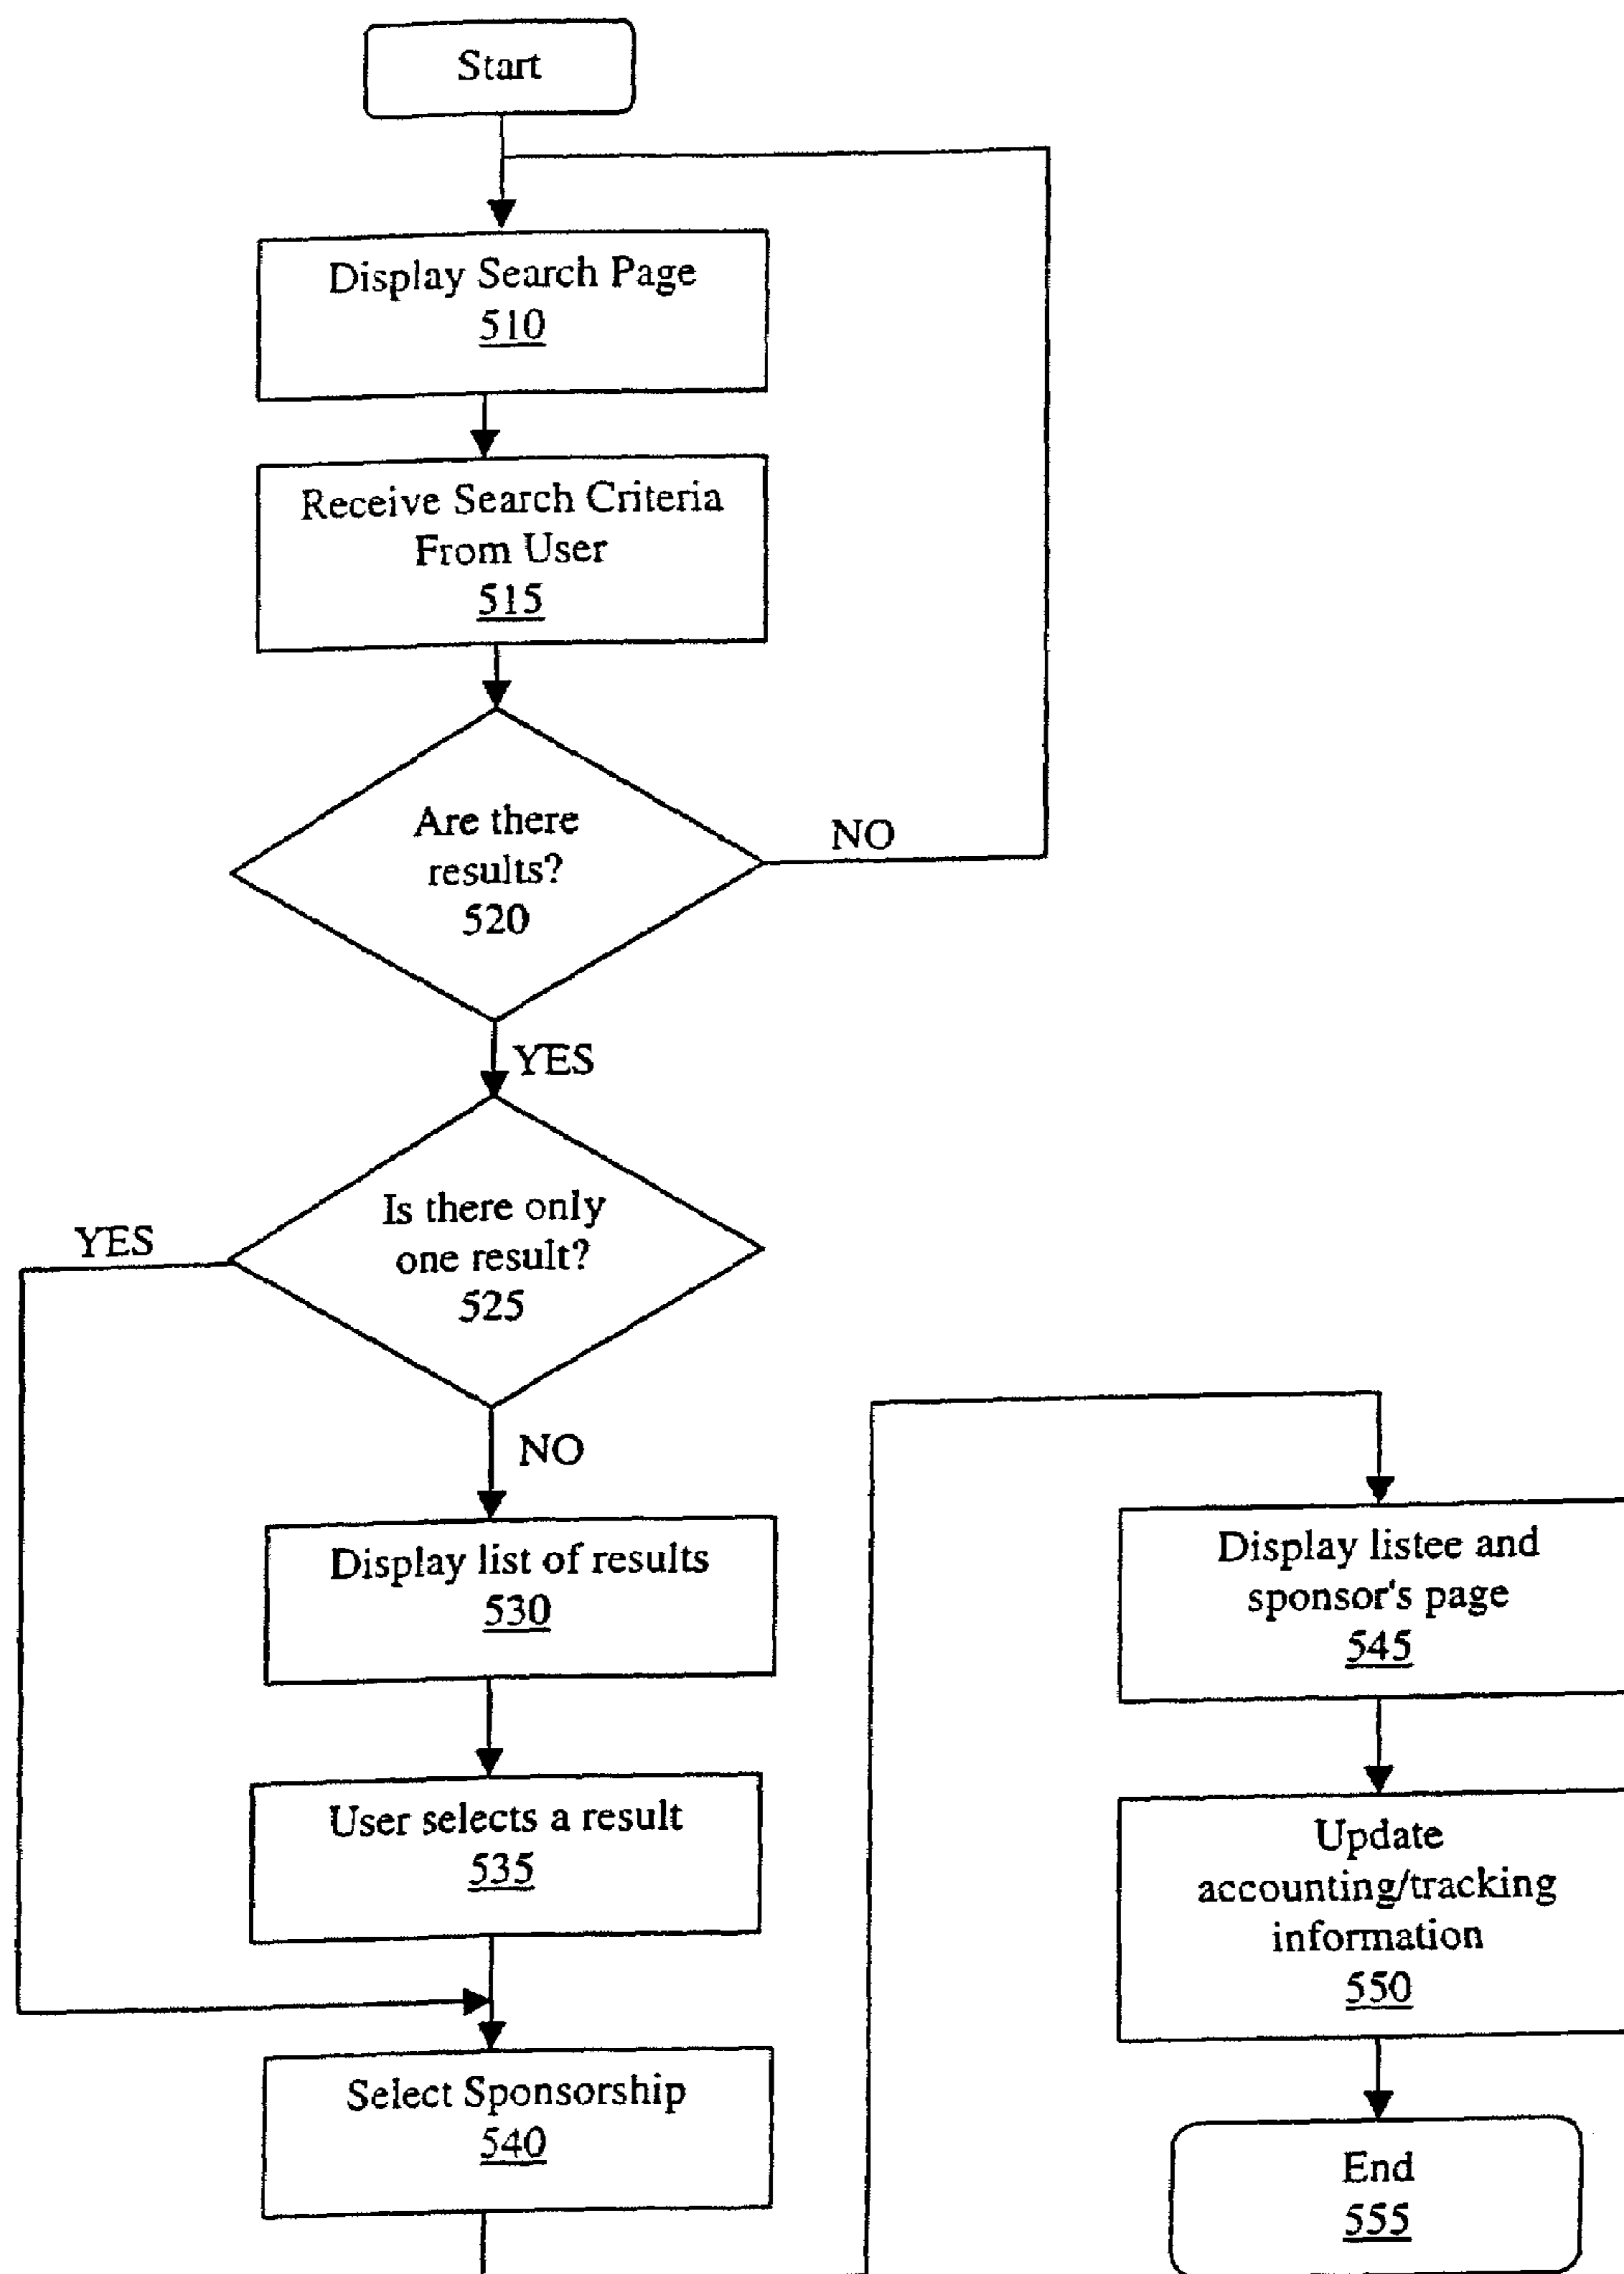 Start
Display Search Page
510
Receive Search Criteria
From User
515
Are there
results?
520
NO
YES
Is there only
one result?
525
YES
NO
Display list of results
530
User selects a result
535
Select Sponsorship
540
Display listee and
sponsor's page
545
Update
accounting/tracking
information
550
End
555